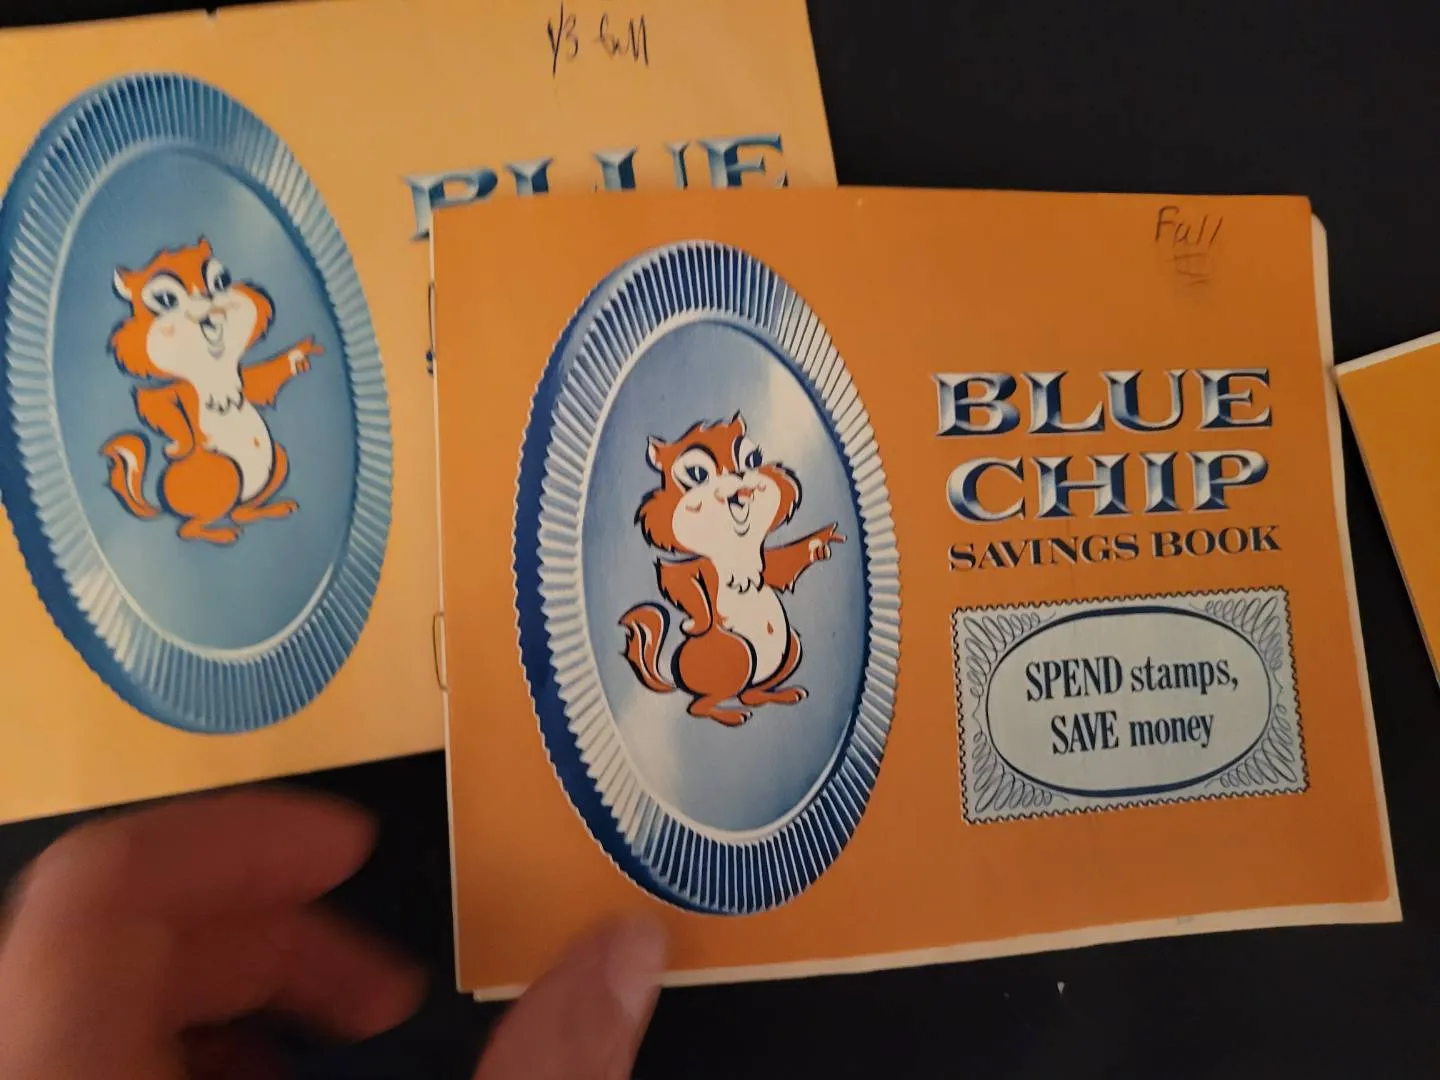 1/3 full
BLUE
Full
BLUE
CHIP
SAVINGS BOOK
SPEND stamps,
SAVE money